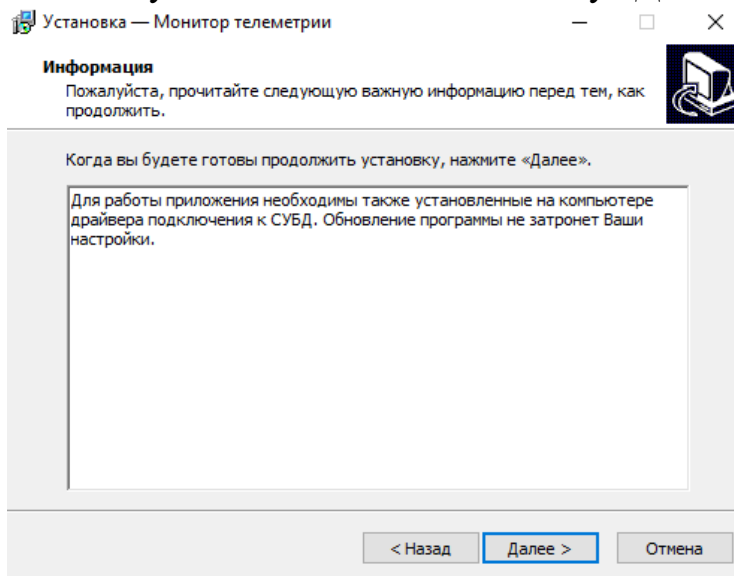 Установка — Монитор телеметрии
Информация
Пожалуйста, прочитайте следующую важную информацию перед тем, как
продолжить.
Когда вы будете готовы продолжить установку, нажмите «Далее».
Для работы приложения необходимы также установленные на компьютере
драйвера подключения к СУБД. Обновление программы не затронет Ваши
настройки.
< Назад
Далее >
Отмена